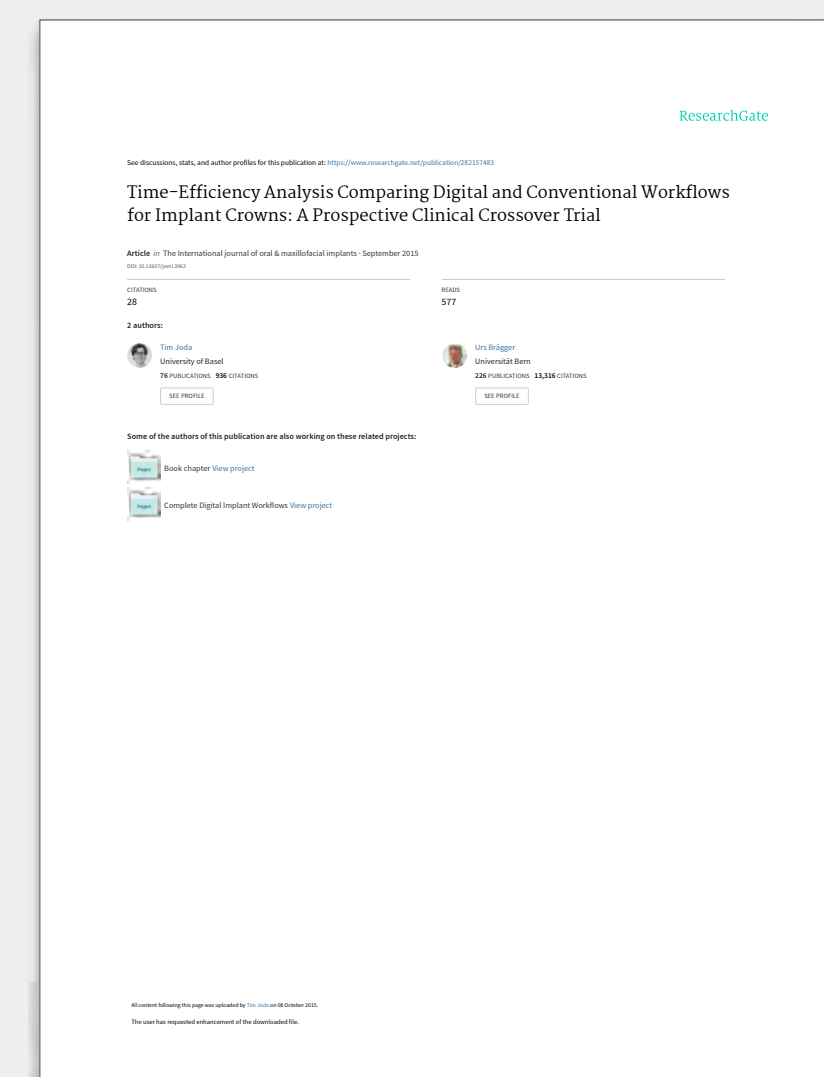 ResearchGate
See discussions, stats, and author profiles for this publication at: https://www.researchgate.net/publication/282157483
Time-Efficiency Analysis Comparing Digital and Conventional Workflows
for Implant Crowns: A Prospective Clinical Crossover Trial
Article in The International journal of oral & maxillofacial implants · September 2015
DOI: 10.11607/jomi.3963
CITATIONS
28
READS
577
2 authors:
Tim Joda
University of Basel
76 PUBLICATIONS 936 CITATIONS
SEE PROFILE
Urs Brägger
Universität Bern
226 PUBLICATIONS 13,316 CITATIONS
SEE PROFILE
Some of the authors of this publication are also working on these related projects:
Project
Book chapter View project
Project
Complete Digital Implant Workflows View project
All content following this page was uploaded by Tim Joda on 08 October 2015.
The user has requested enhancement of the downloaded file.